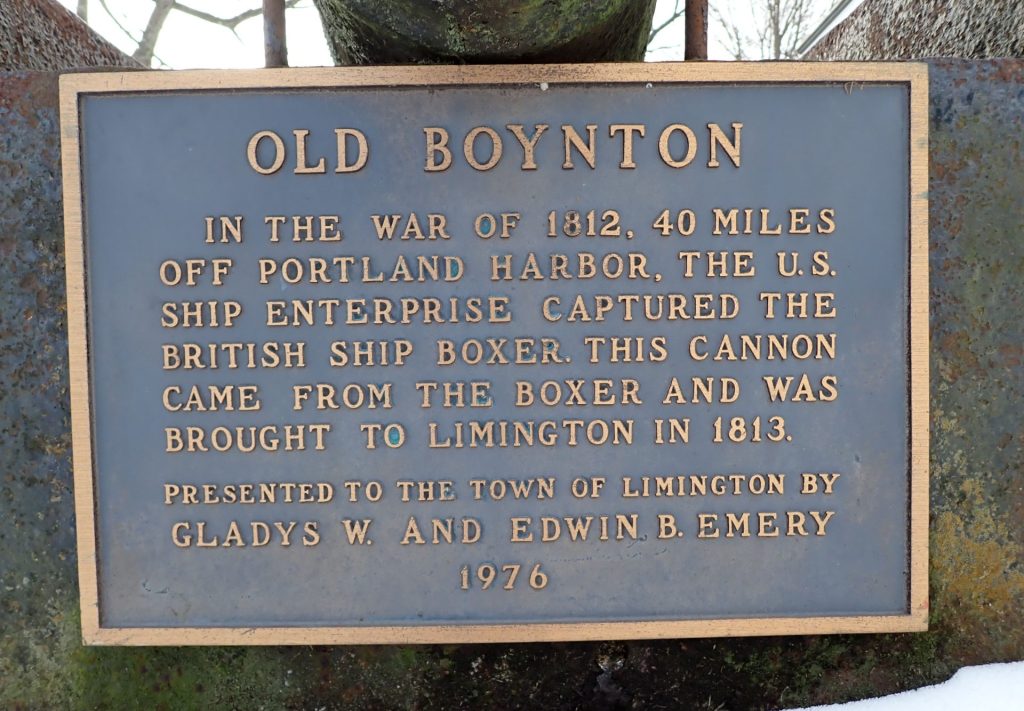 OLD BOYNTON
IN THE WAR OF 1812, 40 MILES
OFF PORTLAND HARBOR, THE U.S.
SHIP ENTERPRISE CAPTURED THE
BRITISH SHIP BOXER. THIS CANNON
CAME FROM THE BOXER AND WAS
BROUGHT TO LIMINGTON IN 1813.
PRESENTED TO THE TOWN OF LIMINGTON BY
GLADYS W. AND EDWIN B. EMERY
1976